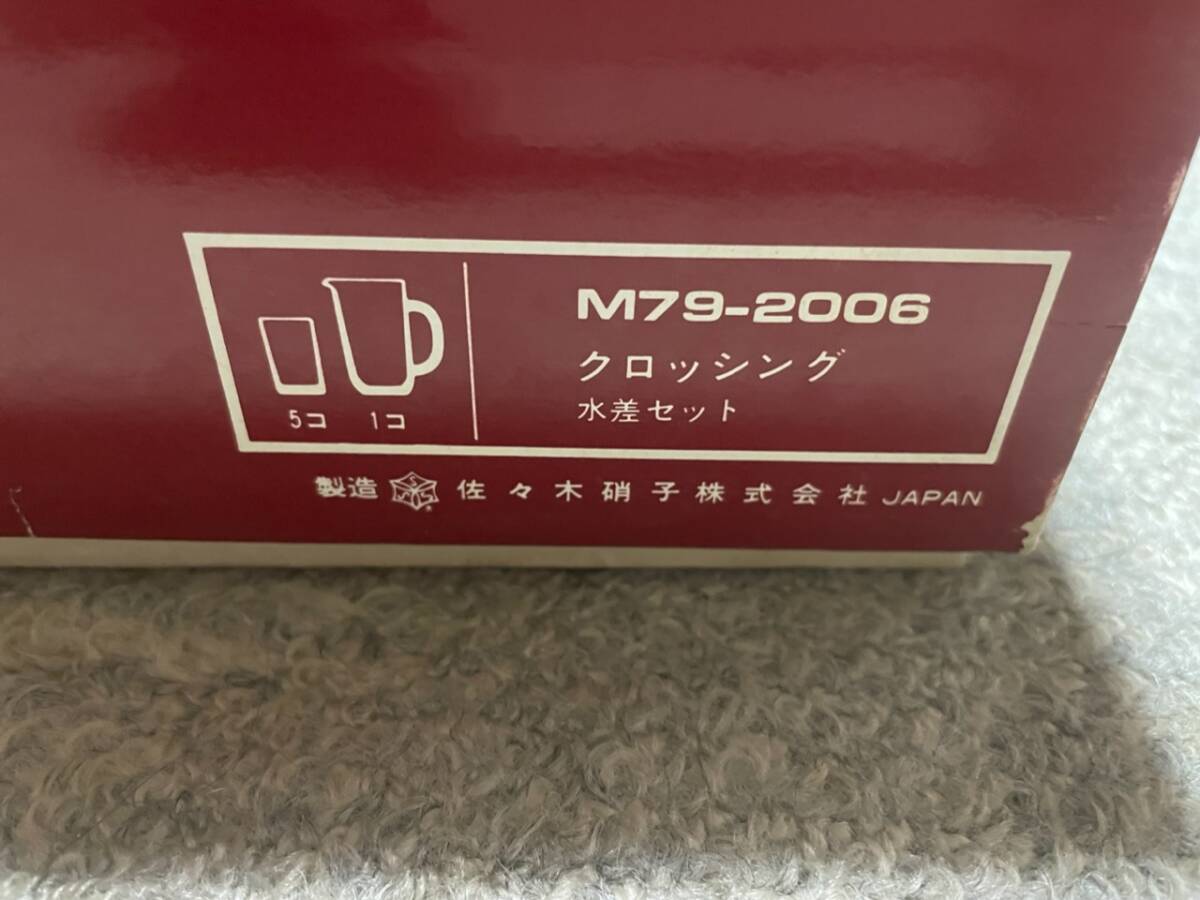 M79-2006
クロッシング
水差セット
5コ 1コ
製造 佐々木硝子株式会社 JAPAN